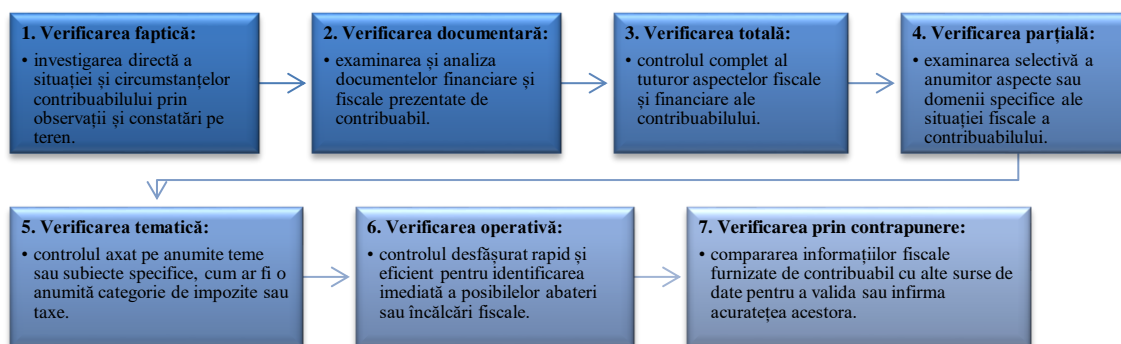 1. Verificarea faptică:
• investigarea directă a
situației și circumstanțelor
contribuabilului prin
observații și constatări pe
teren.
2. Verificarea documentară:
• examinarea și analiza
documentelor financiare și
fiscale prezentate de
contribuabil.
3. Verificarea totală:
• controlul complet al
tuturor aspectelor fiscale
și financiare ale
contribuabilului.
4. Verificarea parțială:
• examinarea selectivă a
anumitor aspecte sau
domenii specifice ale
situației fiscale a
contribuabilului.
5. Verificarea tematică:
• controlul axat pe anumite teme
sau subiecte specifice, cum ar fi o
anumită categorie de impozite sau
taxe.
6. Verificarea operativă:
• controlul desfășurat rapid și
eficient pentru identificarea
imediată a posibilelor abateri
sau încălcări fiscale.
7. Verificarea prin contrapunere:
• compararea informațiilor fiscale
furnizate de contribuabil cu alte surse de
date pentru a valida sau infirma
acuratețea acestora.